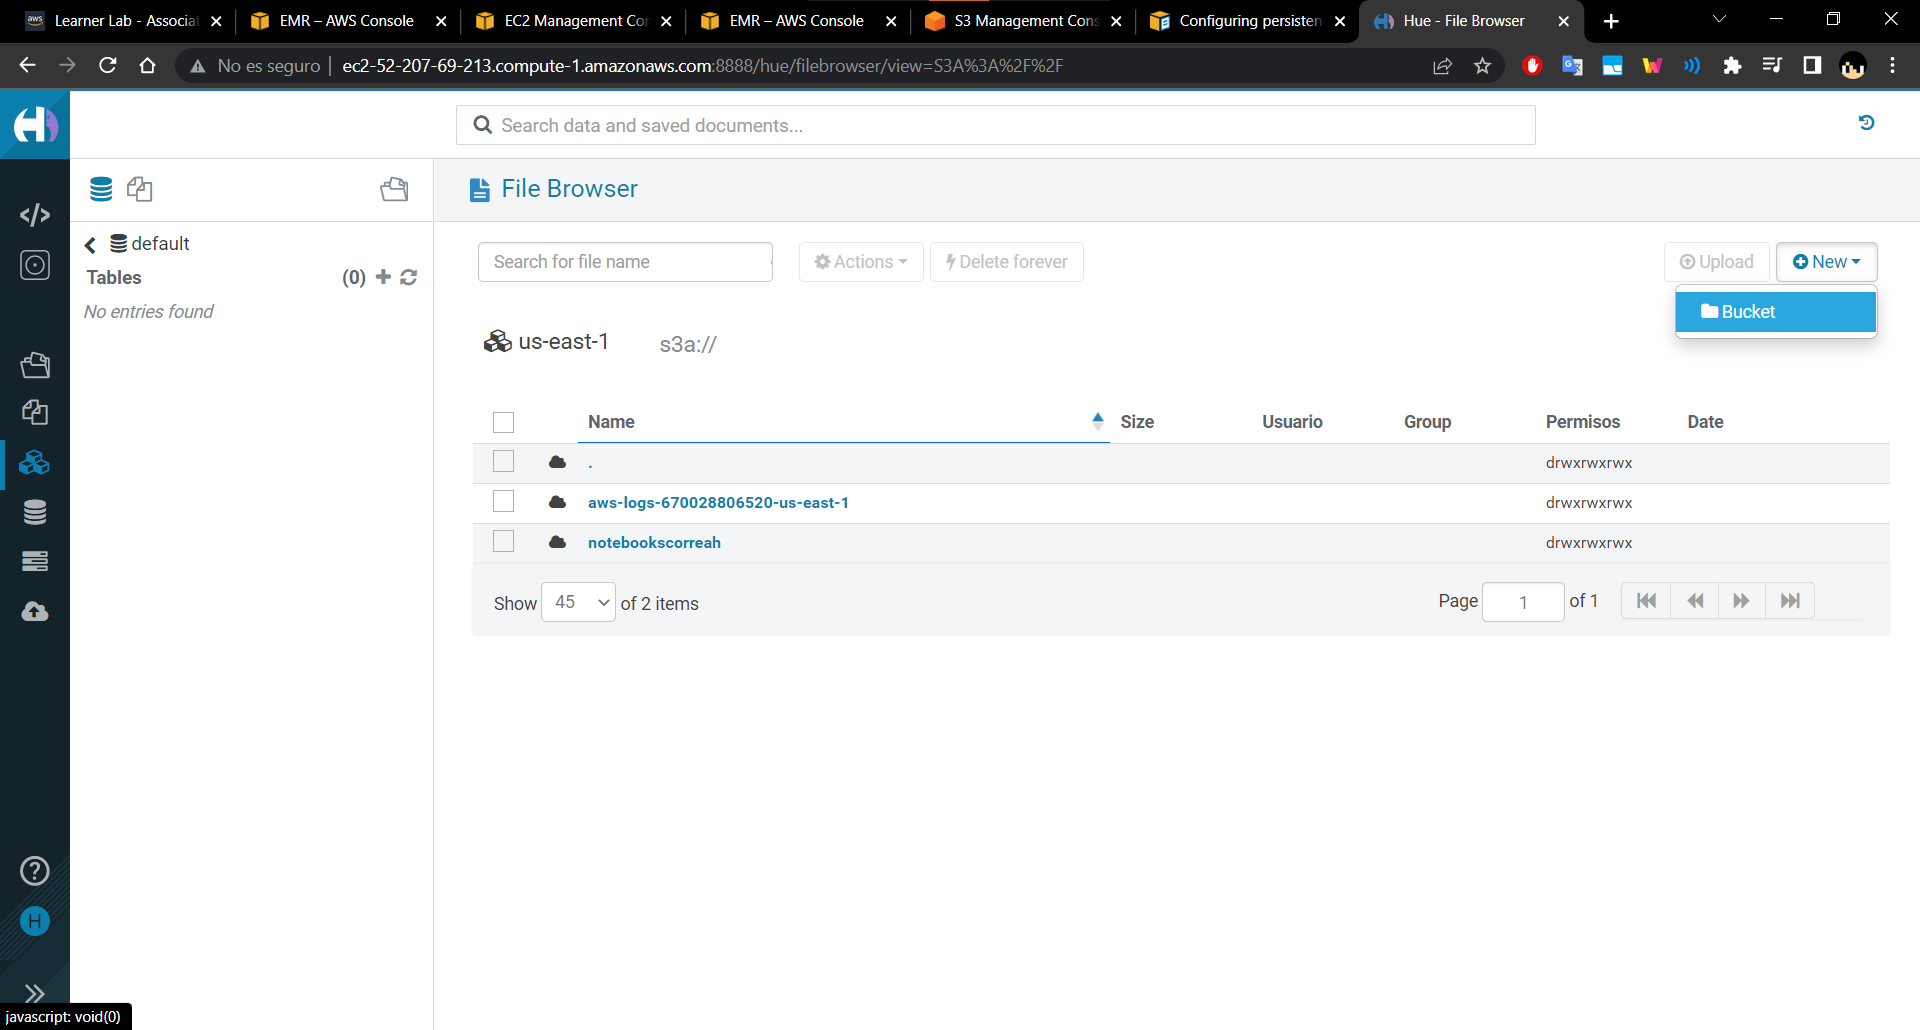 Learner Lab - Associat
EMR – AWS Console
EC2 Management Con
EMR – AWS Console
S3 Management Cons
Configuring persisten
Hue - File Browser
No es seguro
ec2-52-207-69-213.compute-1.amazonaws.com:8888/hue/filebrowser/view=S3A%3A%2F%2F
Search data and saved documents...
File Browser
default
Tables (0)
No entries found
Search for file name
Actions
Delete forever
Upload
New
Bucket
us-east-1
s3a://
Name Size Usuario Group Permisos Date
. drwxrwxrwx
aws-logs-670028806520-us-east-1 drwxrwxrwx
notebookscorreah drwxrwxrwx
Show 45 of 2 items
Page 1 of 1
H
javascript: void(0)